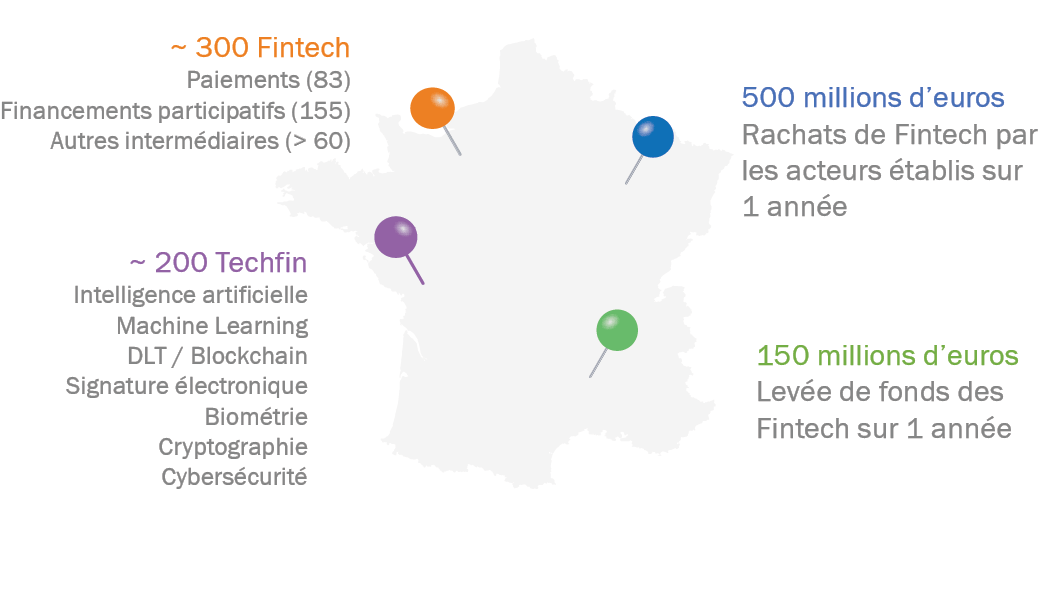 ~ 300 Fintech
Paiements (83)
Financements participatifs (155)
Autres intermédiaires (> 60)
500 millions d’euros
Rachats de Fintech par
les acteurs établis sur
1 année
~ 200 Techfin
Intelligence artificielle
Machine Learning
DLT / Blockchain
Signature électronique
Biométrie
Cryptographie
Cybersécurité
150 millions d’euros
Levée de fonds des
Fintech sur 1 année